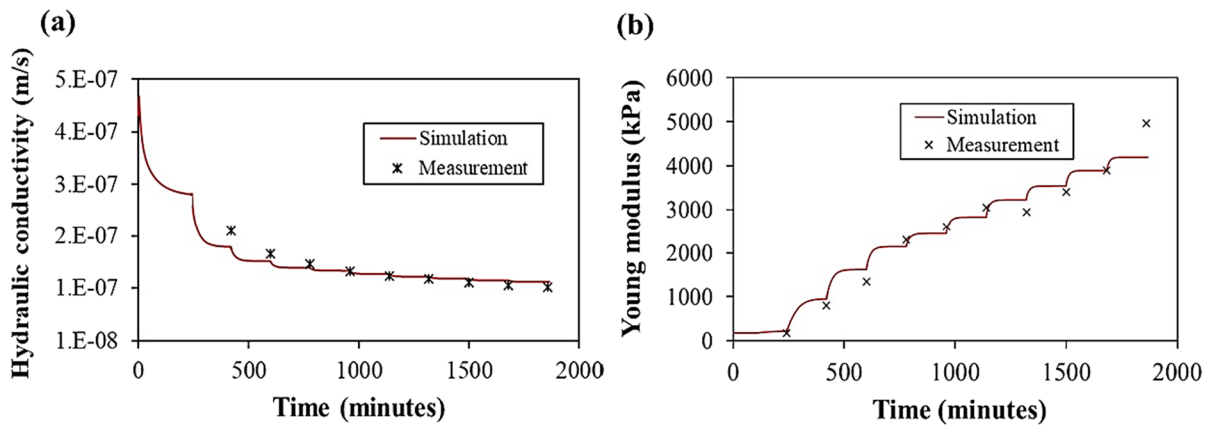 (a)
Hydraulic conductivity (m/s)
5.E-07
4.E-07
3.E-07
2.E-07
1.E-07
1.E-08
0
500
1000
1500
2000
Time (minutes)
Simulation
Measurement
(b)
Young modulus (kPa)
6000
5000
4000
3000
2000
1000
0
0
500
1000
1500
2000
Time (minutes)
Simulation
Measurement